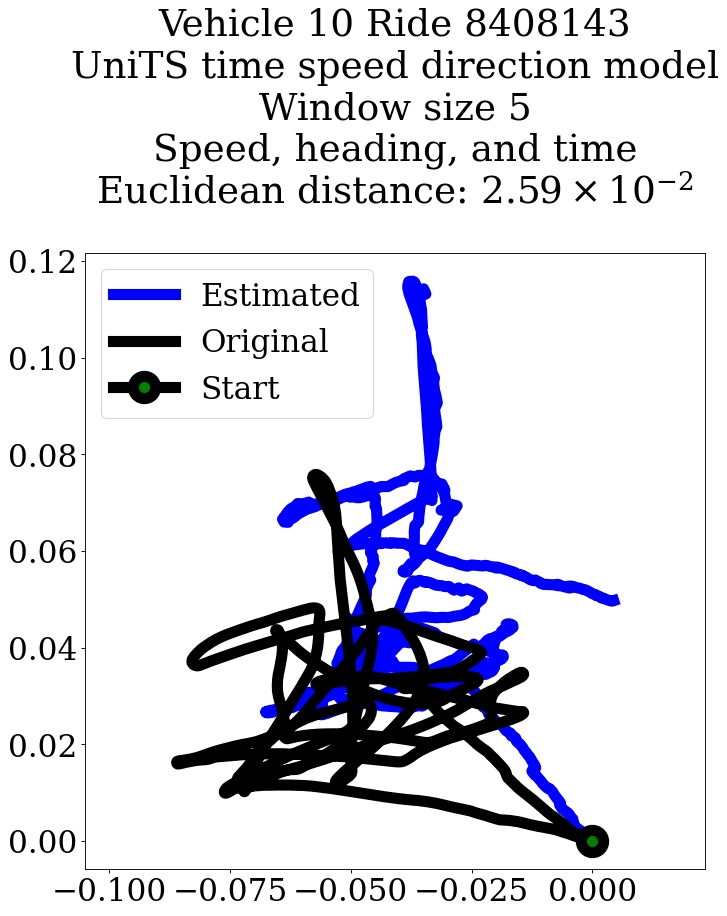 Vehicle 10 Ride 8408143
UniTS time speed direction model
Window size 5
Speed, heading, and time
Euclidean distance: 2.59 × 10⁻²
0.12
0.10
0.08
0.06
0.04
0.02
0.00
Estimated
Original
Start
−0.100 −0.075 −0.050 −0.025 0.000